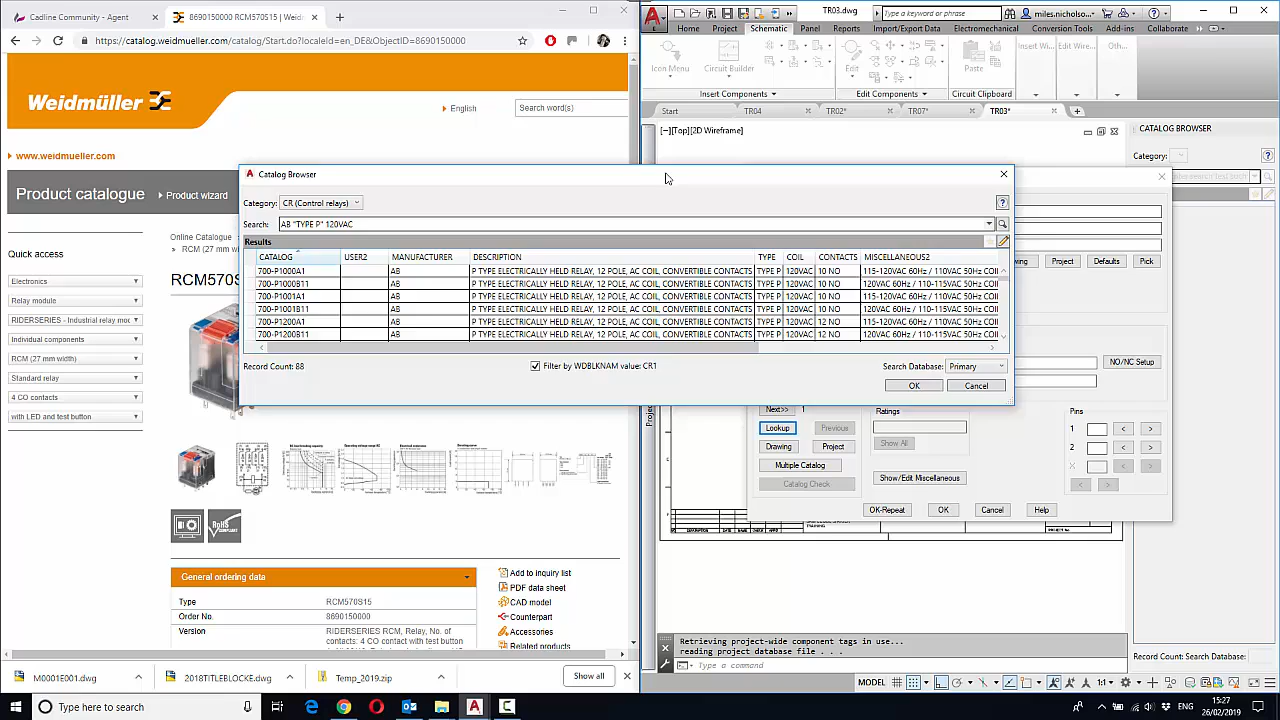 Cadline Community - Agent
8690150000 RCM570S15 | Weid
https://catalog.weidmueller.com/catalog/Start.do?localeId=en_DE&ObjectID=8690150000
Weidmüller
English
Search word(s)
www.weidmueller.com
Product catalogue
Product wizard
Online Catalogue
» RCM (27 mm w
Quick access
Electronics
Relay module
RIDERSERIES - Industrial relay moc
Individual components
RCM (27 mm width)
Standard relay
4 CO contacts
with LED and test button
RCM570S
RoHS
General ordering data
Type RCM570S15
Order No. 8690150000
Version RIDERSERIES RCM, Relay, No. of
contacts: 4 CO contact with test button
Add to inquiry list
PDF data sheet
CAD model
Counterpart
Accessories
Related products
M0001E001.dwg
2018TITLEBLOCKE.dwg
Temp_2019.zip
Show all
TR03.dwg
Type a keyword or phrase
miles.nicholso...
Home Project Schematic Panel Reports Import/Export Data Electromechanical Conversion Tools Add-ins Collaborate
Icon Menu
Circuit Builder
Edit
Paste
Insert Wi...
Edit Wire...
Oth...
Insert Components
Edit Components
Circuit Clipboard
Start TR04 TR02* TR07* TR03*
[−][Top][2D Wireframe]
CATALOG BROWSER
Category:
Catalog Browser
Category: CR (Control relays)
Search: AB "TYPE P" 120VAC
Results
CATALOG USER2 MANUFACTURER DESCRIPTION TYPE COIL CONTACTS MISCELLANEOUS2
700-P1000A1 AB P TYPE ELECTRICALLY HELD RELAY, 12 POLE, AC COIL, CONVERTIBLE CONTACTS TYPE P 120VAC 10 NO 115-120VAC 60Hz / 110VAC 50Hz COIL
700-P1000B11 AB P TYPE ELECTRICALLY HELD RELAY, 12 POLE, AC COIL, CONVERTIBLE CONTACTS TYPE P 120VAC 10 NO 120VAC 60Hz / 110-115VAC 50Hz COI
700-P1001A1 AB P TYPE ELECTRICALLY HELD RELAY, 12 POLE, AC COIL, CONVERTIBLE CONTACTS TYPE P 120VAC 10 NO 115-120VAC 60Hz / 110VAC 50Hz COIL
700-P1001B11 AB P TYPE ELECTRICALLY HELD RELAY, 12 POLE, AC COIL, CONVERTIBLE CONTACTS TYPE P 120VAC 10 NO 120VAC 60Hz / 110-115VAC 50Hz COI
700-P1200A1 AB P TYPE ELECTRICALLY HELD RELAY, 12 POLE, AC COIL, CONVERTIBLE CONTACTS TYPE P 120VAC 12 NO 115-120VAC 60Hz / 110VAC 50Hz COIL
700-P1200B11 AB P TYPE ELECTRICALLY HELD RELAY, 12 POLE, AC COIL, CONVERTIBLE CONTACTS TYPE P 120VAC 12 NO 120VAC 60Hz / 110-115VAC 50Hz COI
Record Count: 88
Filter by WDBLKNAM value: CR1
Search Database: Primary
OK Cancel
Project Defaults Pick
NO/NC Setup
Next>> 1
Lookup Previous
Drawing Project
Multiple Catalog
Catalog Check
Ratings
Show All
Show/Edit Miscellaneous
Pins
1
2
X
OK-Repeat OK Cancel Help
Retrieving project-wide component tags in use...
reading project database file . . .
Type a command
Record Count: Search Database:
MODEL
1:1
Type here to search
ENG
15:27
26/02/2019